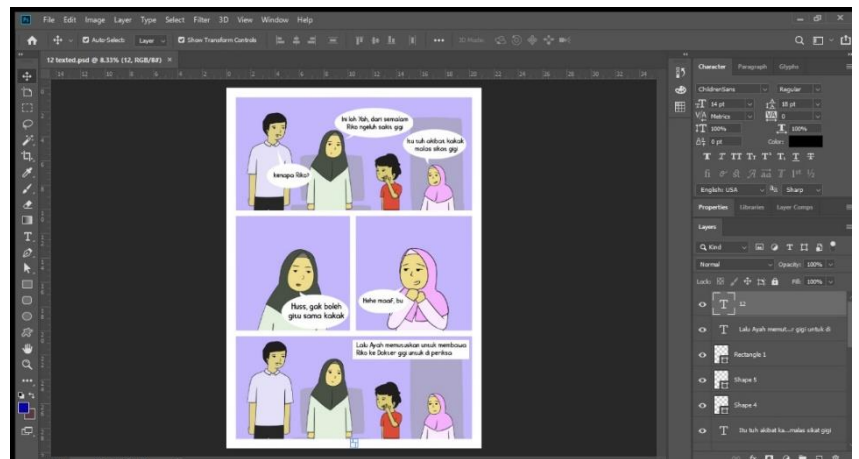 Ps File Edit Image Layer Type Select Filter 3D View Window Help
Auto-Select: Layer Show Transform Controls 3D Mode:
12 texted.psd @ 8.33% (12, RGB/8#) ×
Ini loh Yah, dari semalam
Riko ngeluh sakit gigi
Itu tuh akibat kakak
malas sikat gigi
kenapa Riko?
Huss, gak boleh
gitu sama kakak
Hehe maaf, bu
Lalu Ayah memutuskan untuk membawa
Riko ke Dokter gigi untuk di periksa
Character Paragraph Glyphs
ChildrenSans Regular
14 pt 18 pt
Metrics 0
100% 100%
0 pt Color:
English: USA Sharp
Properties Libraries Layer Comps
Layers
Kind
Normal Opacity: 100%
Lock: Fill: 100%
12
Lalu Ayah memut...r gigi untuk di
Rectangle 1
Shape 5
Shape 4
Itu tuh akibat ka...malas sikat gigi